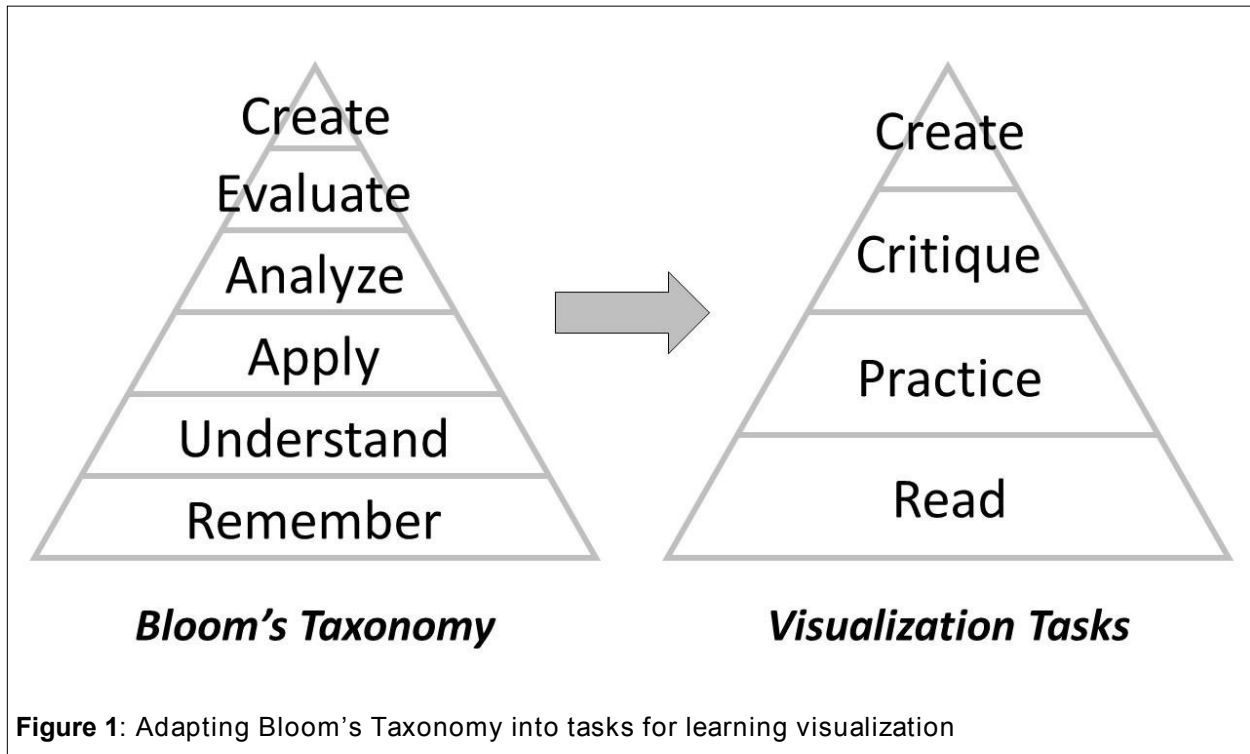 Create
Evaluate
Analyze
Apply
Understand
Remember
Bloom’s Taxonomy
Create
Critique
Practice
Read
Visualization Tasks
Figure 1: Adapting Bloom’s Taxonomy into tasks for learning visualization